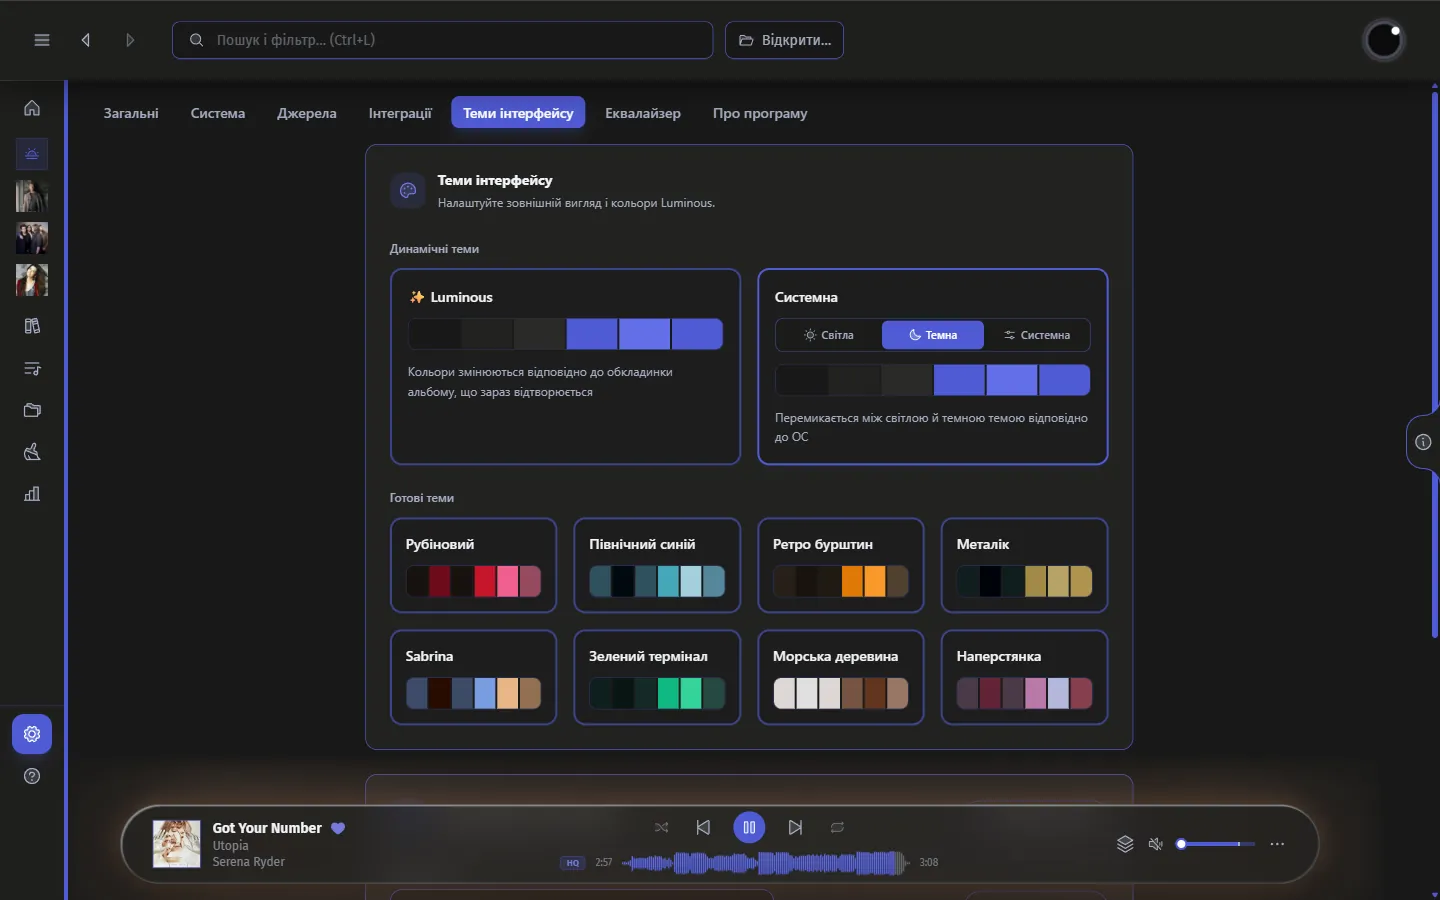 Пошук і фільтр... (Ctrl+L)
Відкрити...
Загальні
Система
Джерела
Інтеграції
Теми інтерфейсу
Еквалайзер
Про програму
Теми інтерфейсу
Налаштуйте зовнішній вигляд і кольори Luminous.
Динамічні теми
✨ Luminous
Кольори змінюються відповідно до обкладинки
альбому, що зараз відтворюється
Системна
Світла
Темна
Системна
Перемикається між світлою й темною темою відповідно
до ОС
Готові теми
Рубіновий
Північний синій
Ретро бурштин
Металік
Sabrina
Зелений термінал
Морська деревина
Наперстянка
Got Your Number
Utopia
Serena Ryder
HQ
2:57
3:08